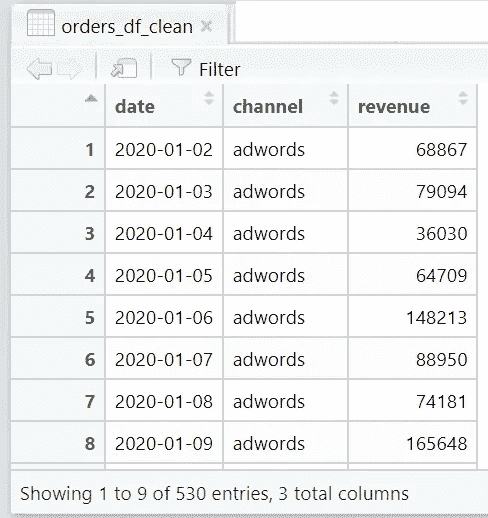 orders_df_clean
Filter
date channel revenue
1 2020-01-02 adwords 68867
2 2020-01-03 adwords 79094
3 2020-01-04 adwords 36030
4 2020-01-05 adwords 64709
5 2020-01-06 adwords 148213
6 2020-01-07 adwords 88950
7 2020-01-08 adwords 74181
8 2020-01-09 adwords 165648
Showing 1 to 9 of 530 entries, 3 total columns